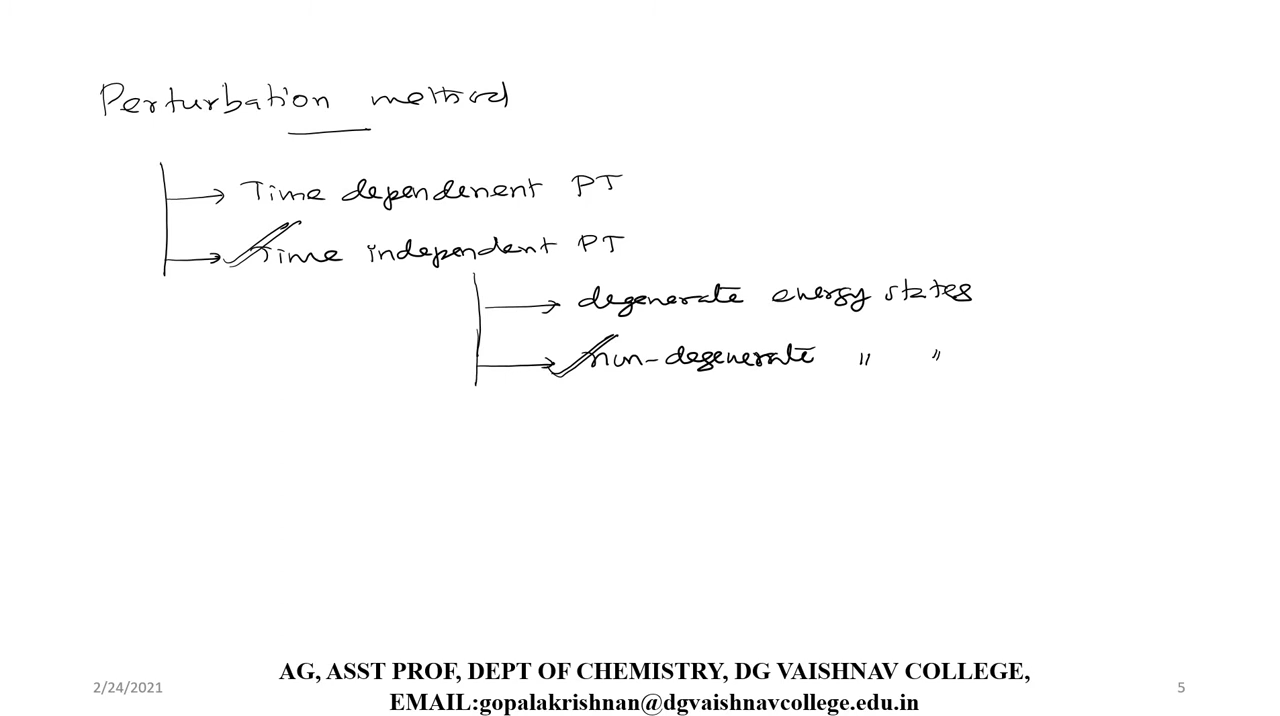 Perturbation method
Time dependenent PT
Time independent PT
degenerate energy states
non-degenerate " "
AG, ASST PROF, DEPT OF CHEMISTRY, DG VAISHNAV COLLEGE,
2/24/2021
EMAIL:gopalakrishnan@dgvaishnavcollege.edu.in
5